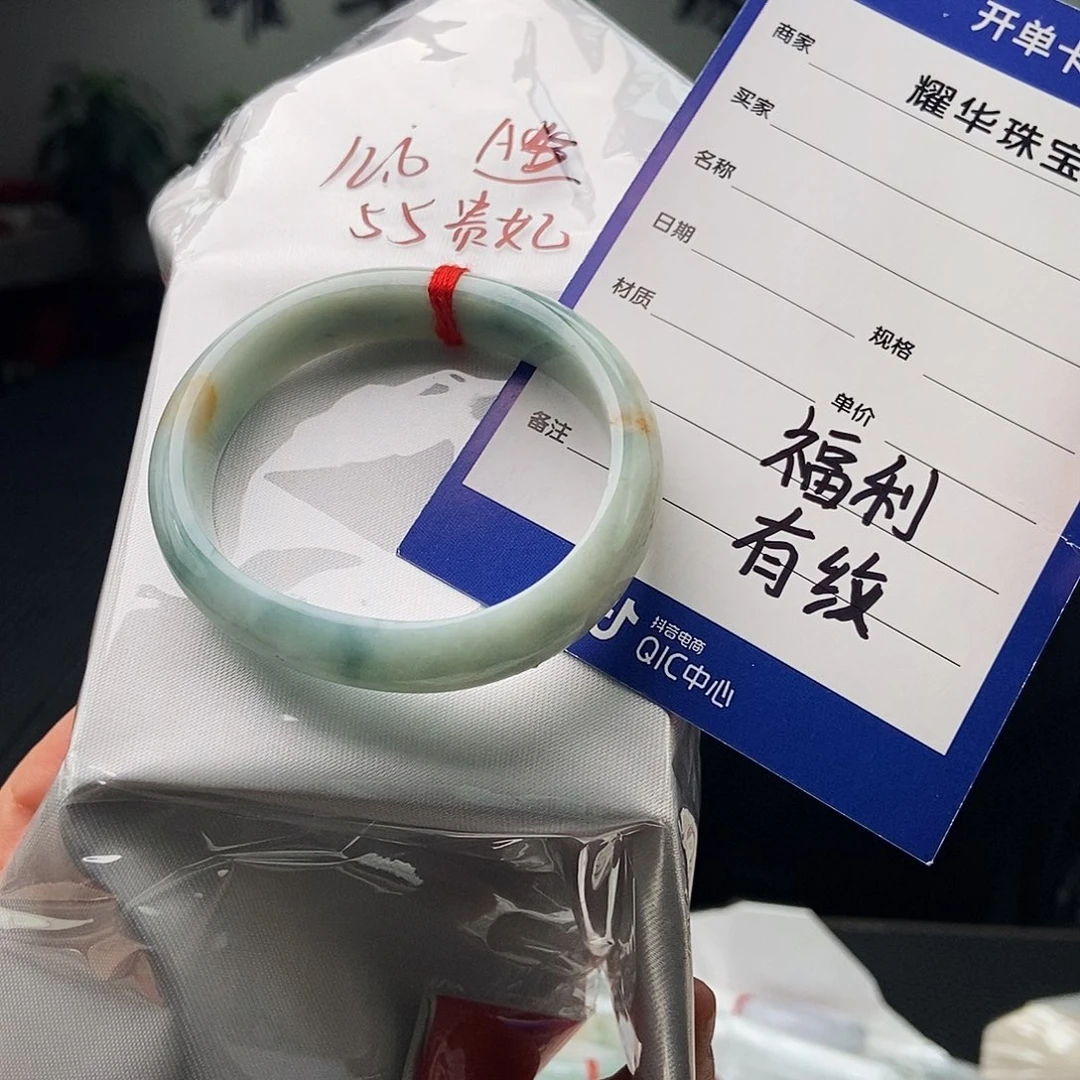 12.6
55贵妃
开单卡
商家
耀华珠宝
买家
名称
日期
材质
规格
单价
备注
福利
有纹
抖音电商
QIC中心